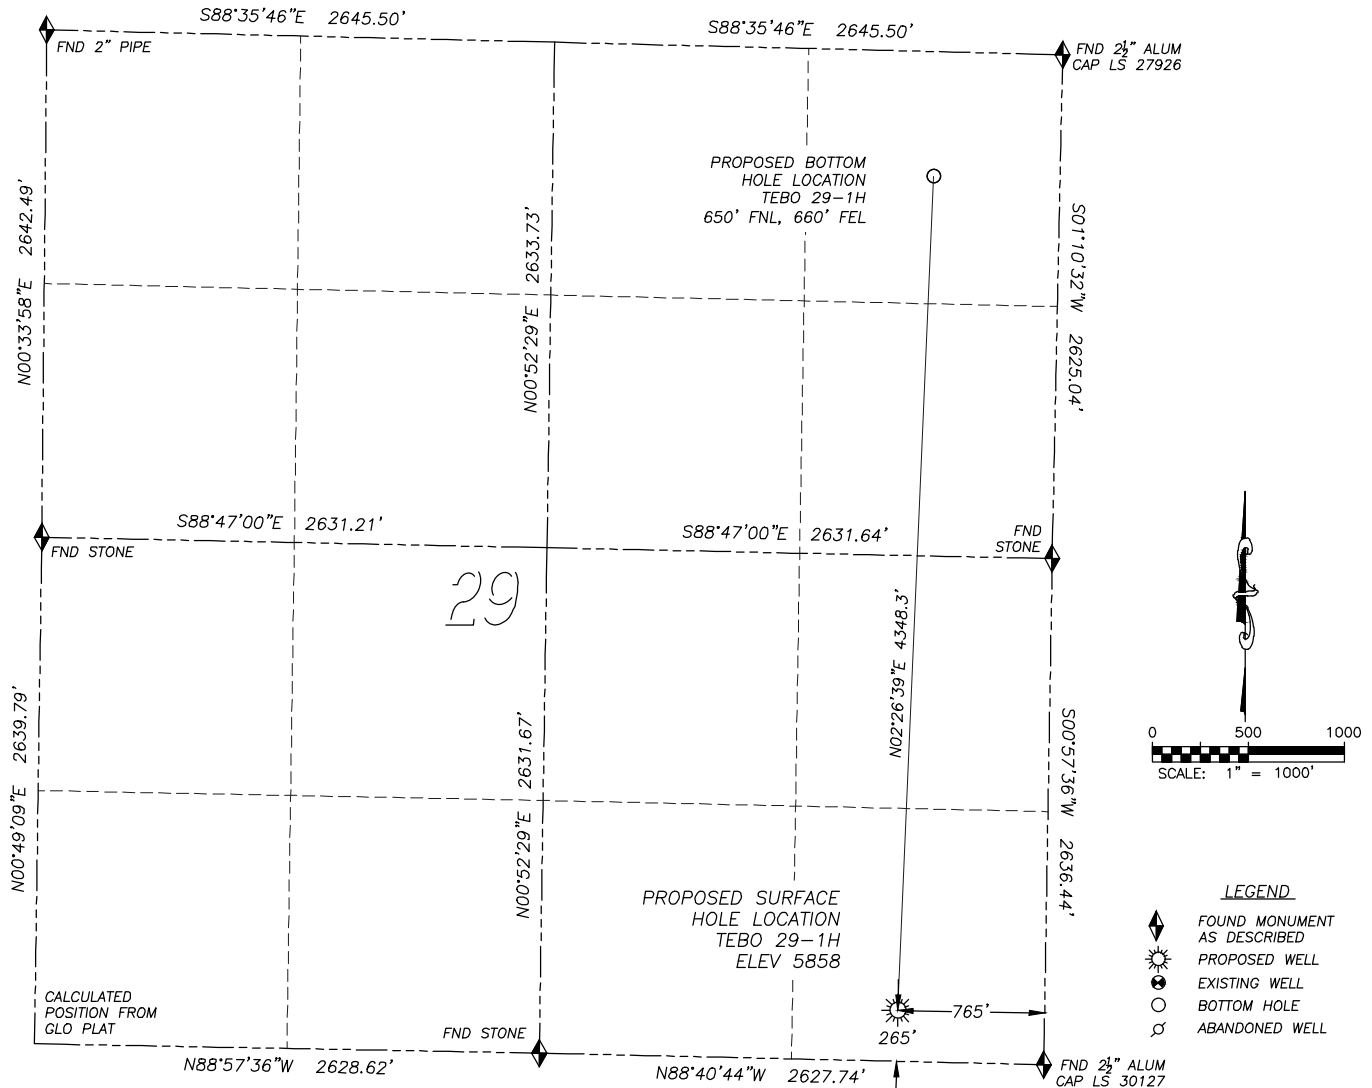 S88°35'46"E 2645.50'
S88°35'46"E 2645.50'
FND 2" PIPE
FND 2½" ALUM
CAP LS 27926
PROPOSED BOTTOM
HOLE LOCATION
TEBO 29-1H
650' FNL, 660' FEL
N00°33'58"E 2642.49'
N00°52'29"E 2633.73'
S01°10'32"W 2625.04'
S88°47'00"E 2631.21'
S88°47'00"E 2631.64'
FND
STONE
FND STONE
29
N02°26'39"E 4348.3'
N00°49'09"E 2639.79'
N00°52'29"E 2631.67'
S00°57'36"W 2636.44'
0 500 1000
SCALE: 1" = 1000'
PROPOSED SURFACE
HOLE LOCATION
TEBO 29-1H
ELEV 5858
LEGEND
FOUND MONUMENT
AS DESCRIBED
PROPOSED WELL
EXISTING WELL
BOTTOM HOLE
ABANDONED WELL
CALCULATED
POSITION FROM
GLO PLAT
765'
265'
FND STONE
N88°57'36"W 2628.62'
N88°40'44"W 2627.74'
FND 2½" ALUM
CAP LS 30127